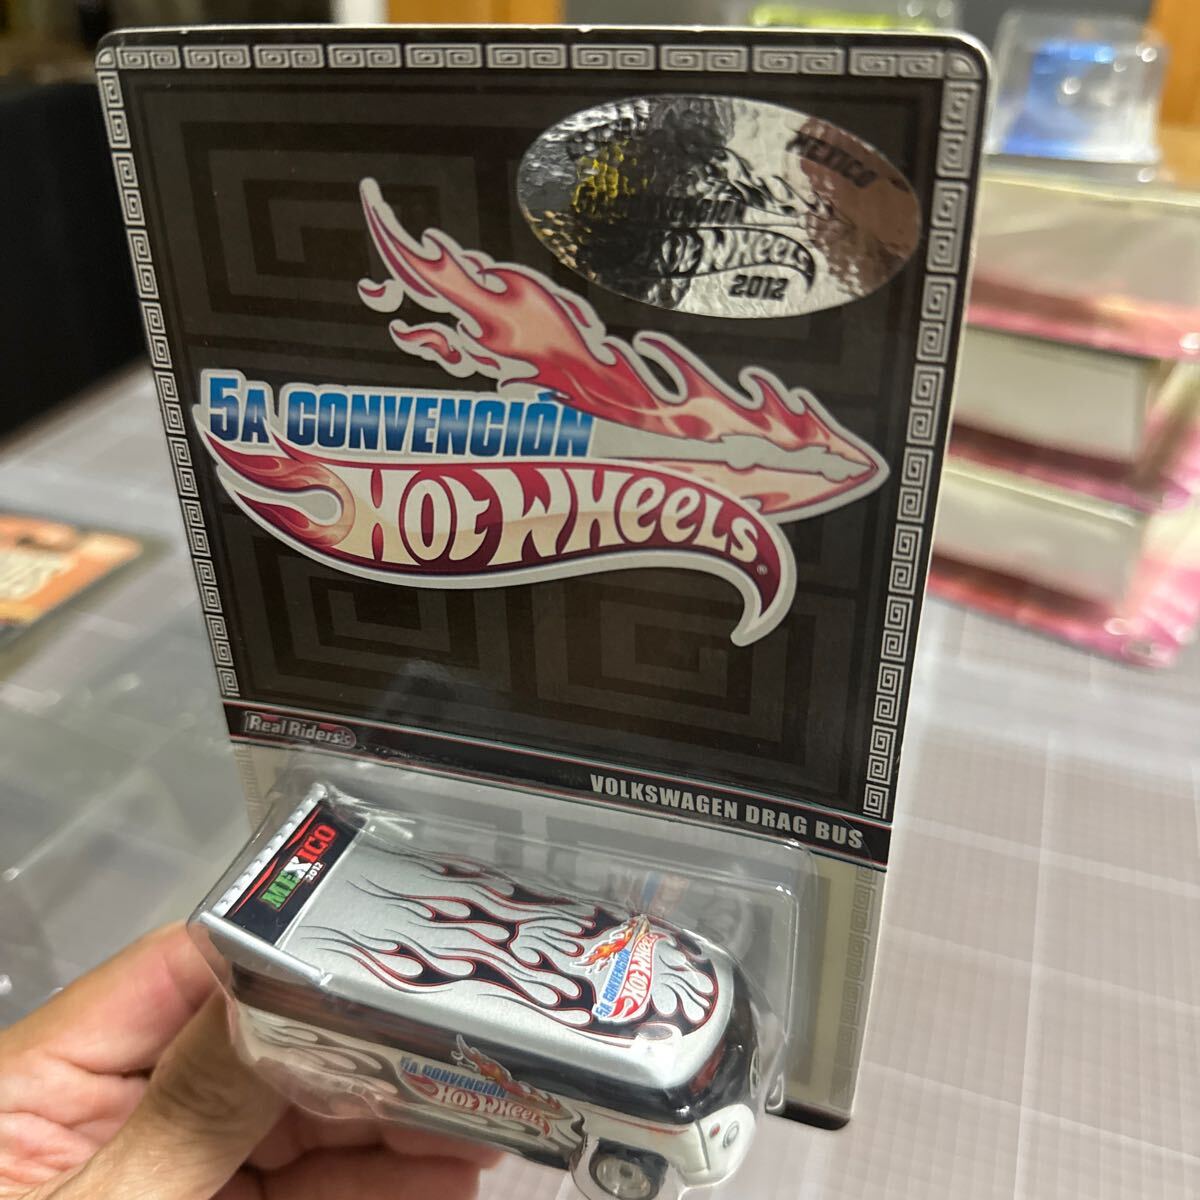 MEXICO
CONVENCIÓN
HOT WHEELS
2012
5A CONVENCIÓN
HOT WHEELS®
Real Riders
VOLKSWAGEN DRAG BUS
MEXICO
2012
5A CONVENCIÓN
HOT WHEELS
5A CONVENCIÓN
HOT WHEELS